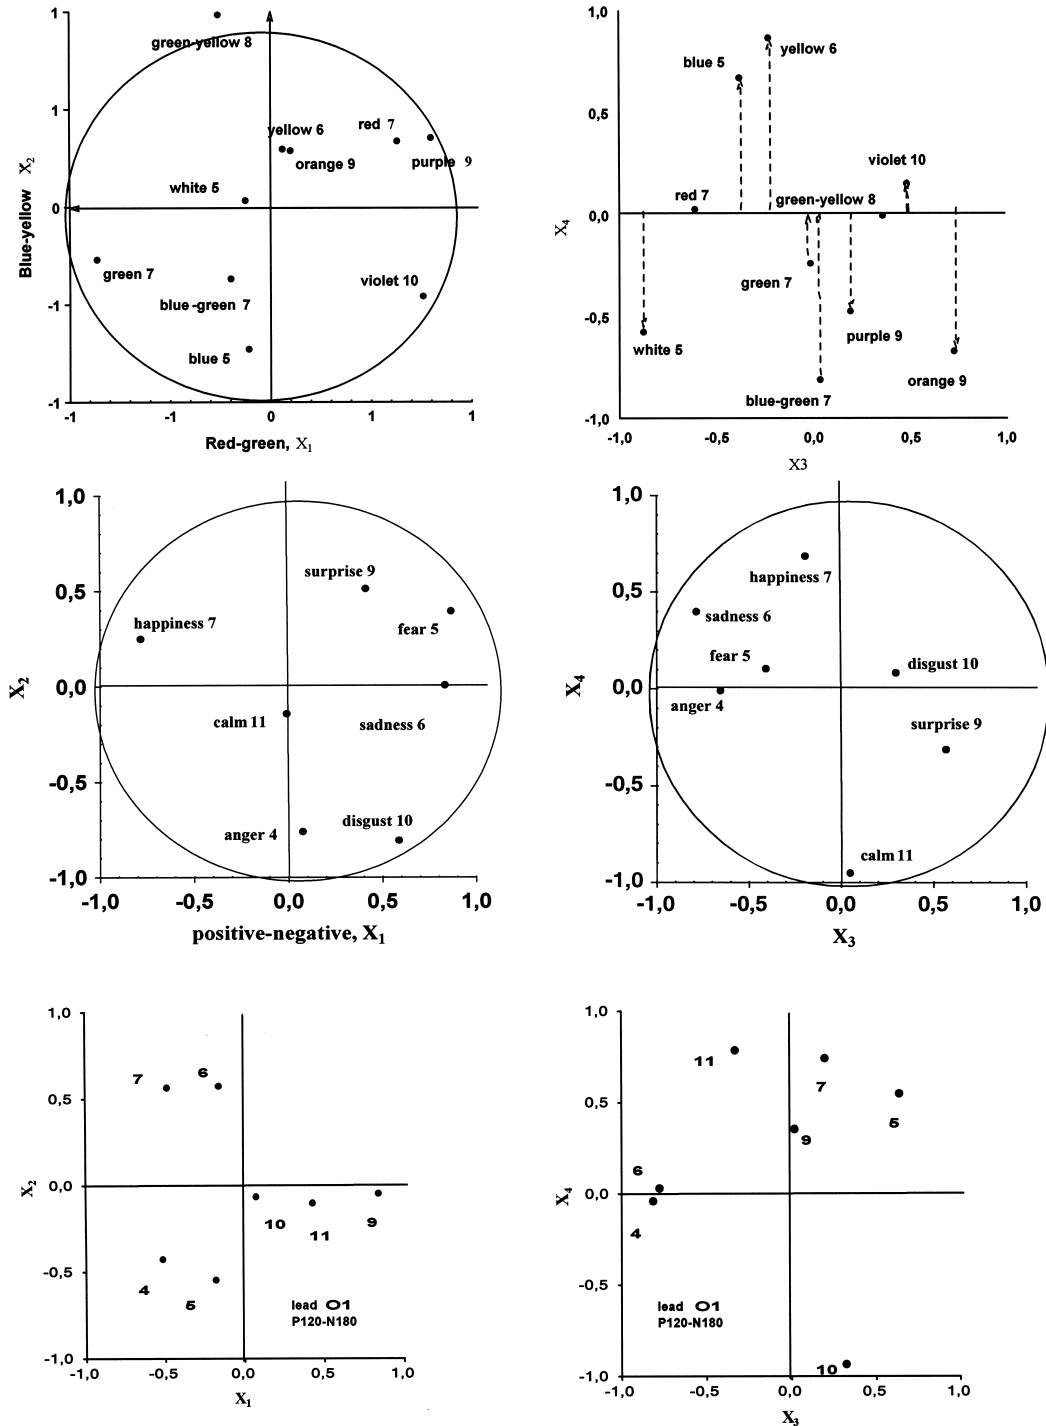 1
green-yellow 8
1
yellow 6
red 7
orange 9
purple 9
white 5
0
green 7
violet 10
blue-green 7
-1
blue 5
-1
-1
-1
0
1
1
Blue-yellow X2
Red-green, X1
1,0
yellow 6
blue 5
0,5
violet 10
red 7
green-yellow 8
0,0
X4
green 7
-0,5
purple 9
white 5
orange 9
blue-green 7
-1,0
-1,0
-0,5
0,0
0,5
1,0
X3
1,0
surprise 9
0,5
happiness 7
fear 5
X2
0,0
calm 11
sadness 6
-0,5
anger 4
disgust 10
-1,0
-1,0
-0,5
0,0
0,5
1,0
positive-negative, X1
1,0
happiness 7
0,5
sadness 6
fear 5
disgust 10
X4
0,0
anger 4
surprise 9
-0,5
calm 11
-1,0
-1,0
-0,5
0,0
0,5
1,0
X3
1,0
7
6
0,5
X2
0,0
10
11
9
-0,5
4
5
lead O1
P120-N180
-1,0
-1,0
0,0
0,5
1,0
X1
1,0
11
7
0,5
5
9
6
X4
0,0
4
-0,5
lead O1
P120-N180
10
-1,0
-1,0
-0,5
0,0
0,5
1,0
X3